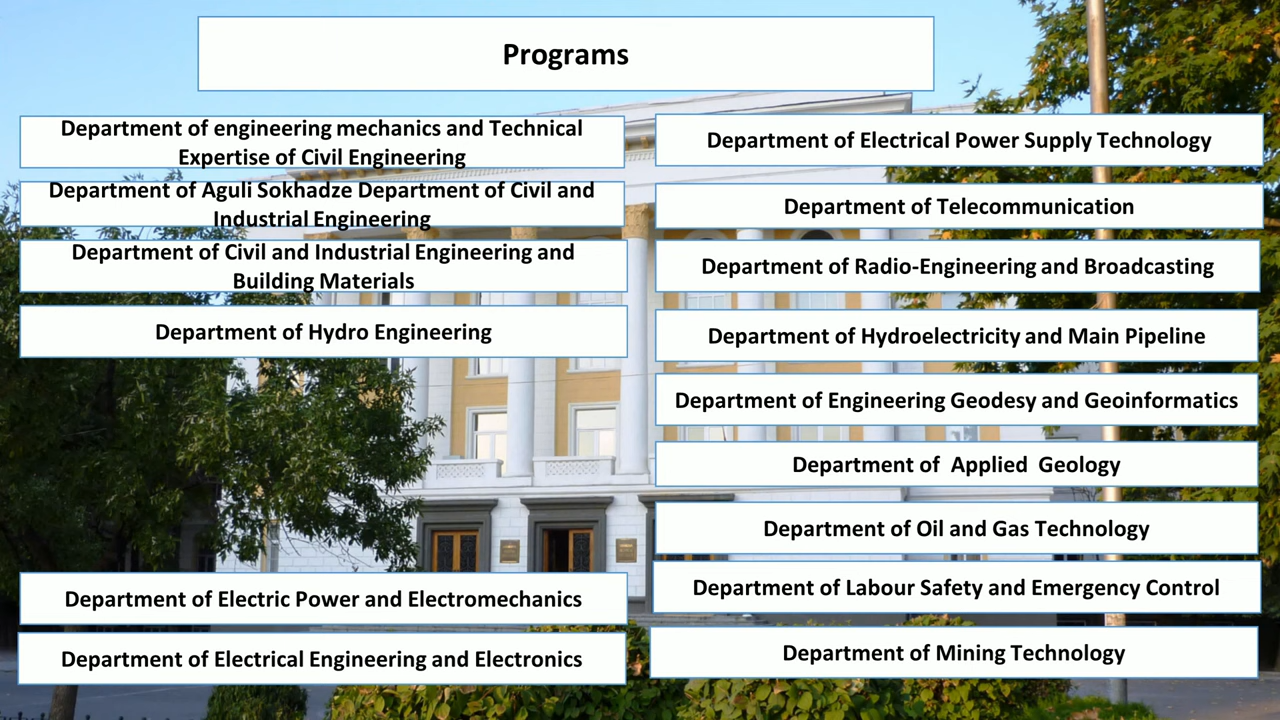 Programs
Department of engineering mechanics and Technical
Expertise of Civil Engineering
Department of Aguli Sokhadze Department of Civil and
Industrial Engineering
Department of Civil and Industrial Engineering and
Building Materials
Department of Hydro Engineering
Department of Electric Power and Electromechanics
Department of Electrical Engineering and Electronics
Department of Electrical Power Supply Technology
Department of Telecommunication
Department of Radio-Engineering and Broadcasting
Department of Hydroelectricity and Main Pipeline
Department of Engineering Geodesy and Geoinformatics
Department of  Applied  Geology
Department of Oil and Gas Technology
Department of Labour Safety and Emergency Control
Department of Mining Technology